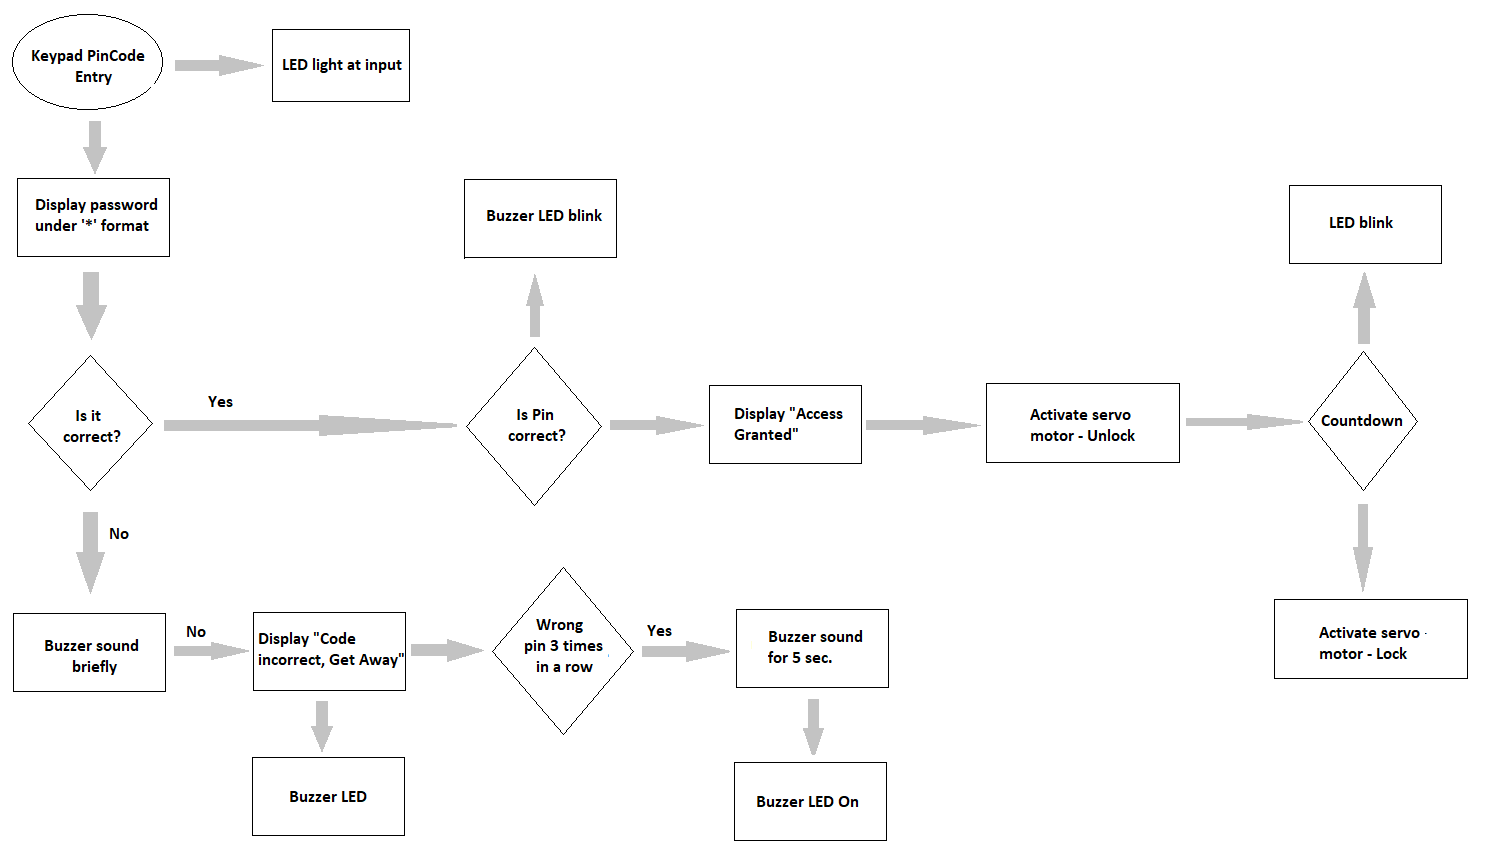 Keypad PinCode
Entry
LED light at input
Display password
under '*' format
Buzzer LED blink
LED blink
Is it
correct?
Yes
Is Pin
correct?
Display "Access
Granted"
Activate servo
motor - Unlock
Countdown
No
Buzzer sound
briefly
No
Display "Code
incorrect, Get Away"
Wrong
pin 3 times
in a row
Yes
Buzzer sound
for 5 sec.
Activate servo
motor - Lock
Buzzer LED
Buzzer LED On